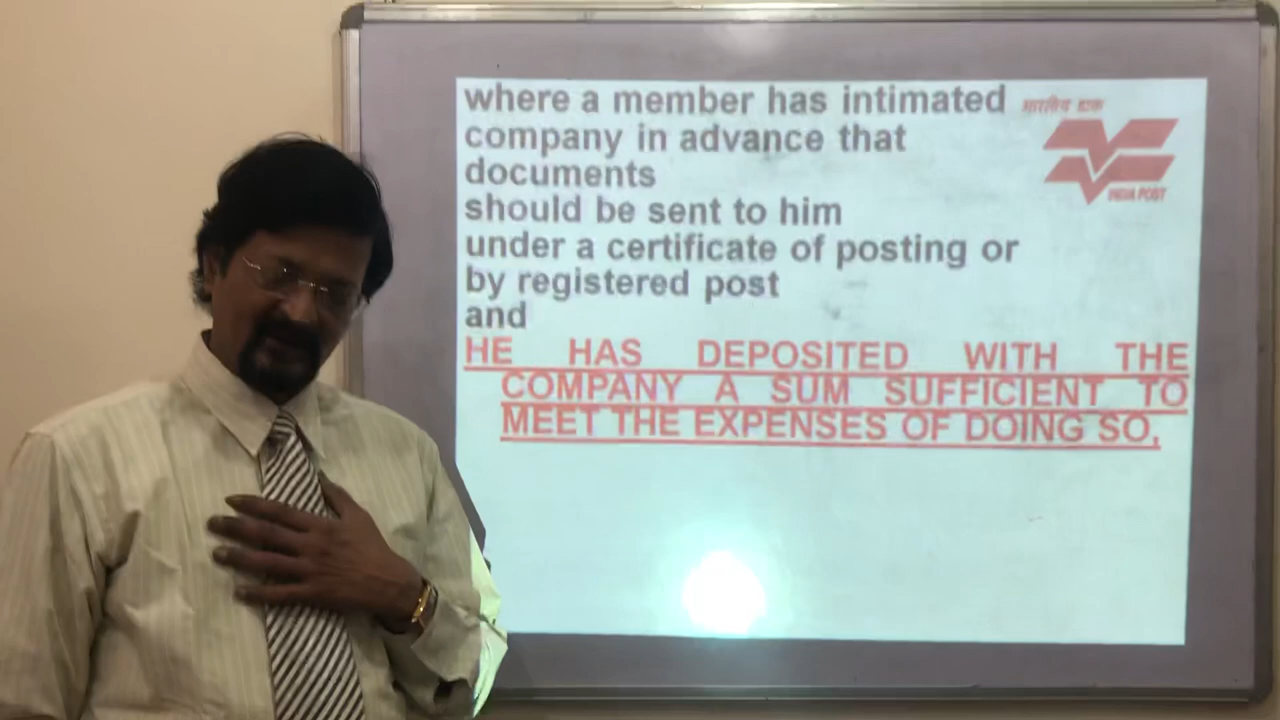 where a member has intimated
भारतीय डाक
company in advance that
documents
INDIA POST
should be sent to him
under a certificate of posting or
by registered post
and
HE HAS DEPOSITED WITH THE
COMPANY A SUM SUFFICIENT TO
MEET THE EXPENSES OF DOING SO,